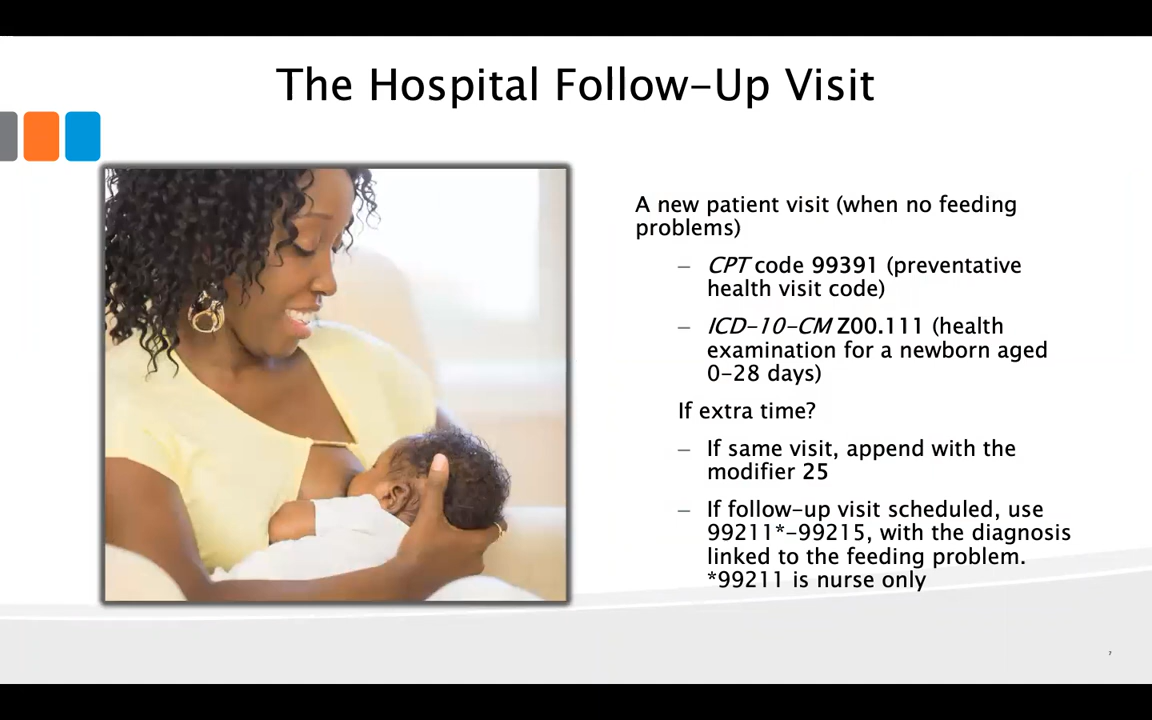 The Hospital Follow-Up Visit
A new patient visit (when no feeding
problems)
– CPT code 99391 (preventative
health visit code)
– ICD-10-CM Z00.111 (health
examination for a newborn aged
0-28 days)
If extra time?
– If same visit, append with the
modifier 25
– If follow-up visit scheduled, use
99211*-99215, with the diagnosis
linked to the feeding problem.
*99211 is nurse only
7